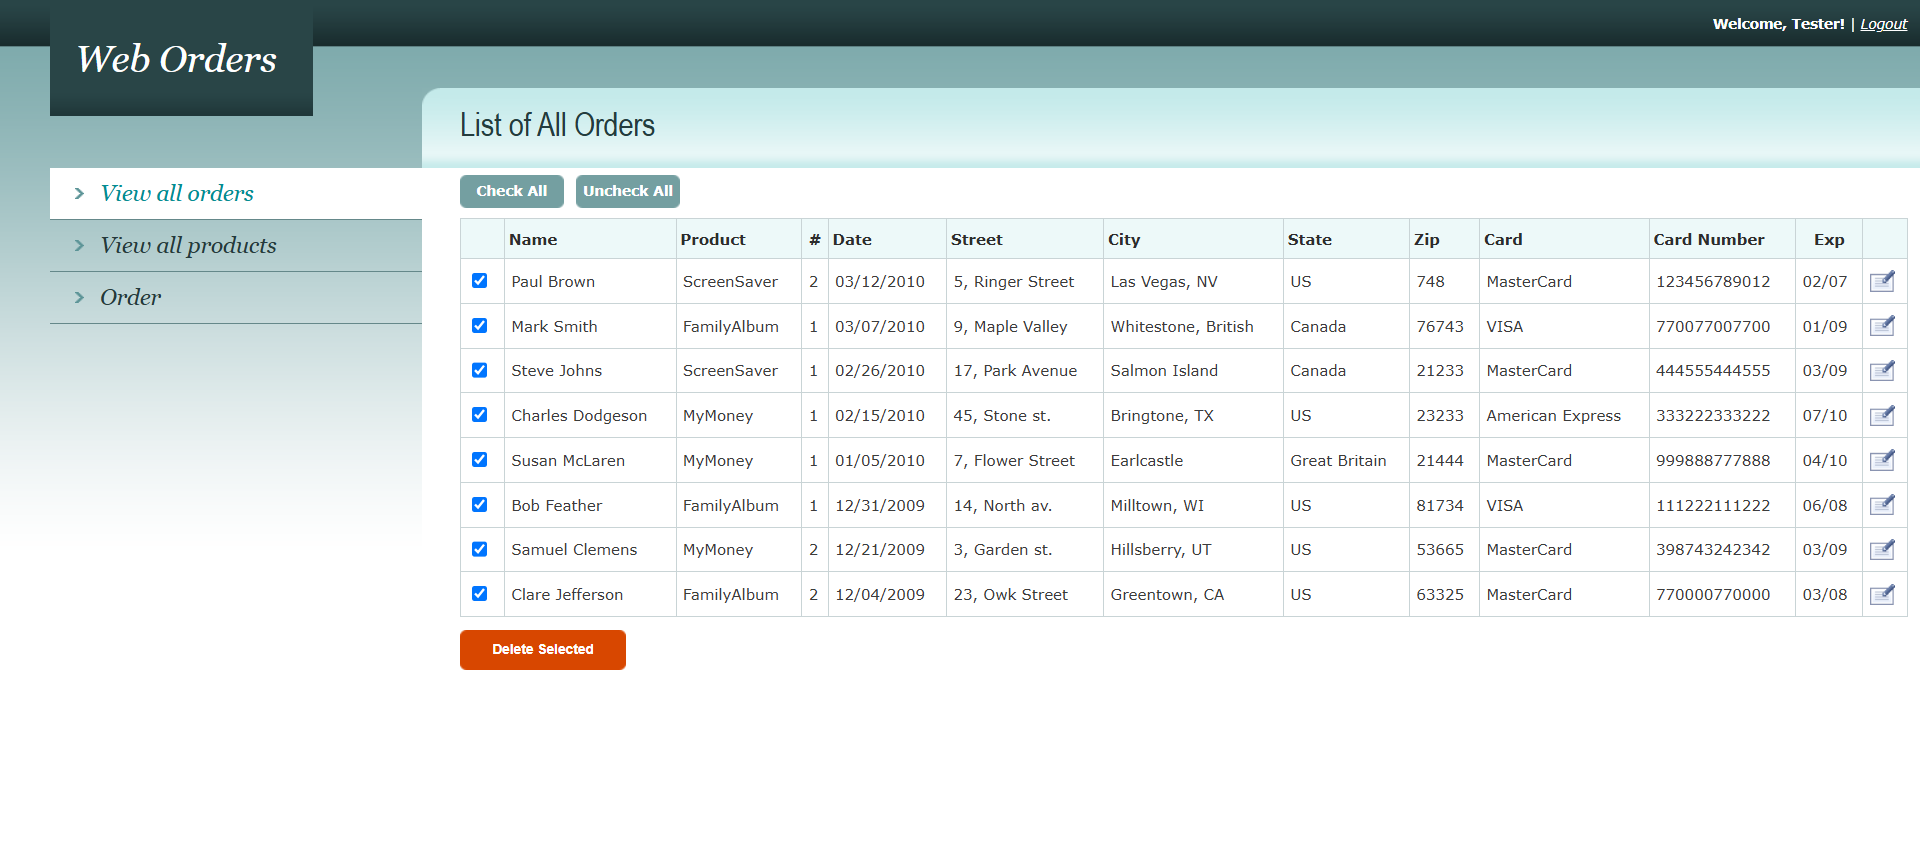 Welcome, Tester! | Logout
Web Orders
List of All Orders
View all orders
View all products
Order
Check All Uncheck All
Name Product # Date Street City State Zip Card Card Number Exp
Paul Brown ScreenSaver 2 03/12/2010 5, Ringer Street Las Vegas, NV US 748 MasterCard 123456789012 02/07
Mark Smith FamilyAlbum 1 03/07/2010 9, Maple Valley Whitestone, British Canada 76743 VISA 770077007700 01/09
Steve Johns ScreenSaver 1 02/26/2010 17, Park Avenue Salmon Island Canada 21233 MasterCard 444555444555 03/09
Charles Dodgeson MyMoney 1 02/15/2010 45, Stone st. Bringtone, TX US 23233 American Express 333222333222 07/10
Susan McLaren MyMoney 1 01/05/2010 7, Flower Street Earlcastle Great Britain 21444 MasterCard 999888777888 04/10
Bob Feather FamilyAlbum 1 12/31/2009 14, North av. Milltown, WI US 81734 VISA 111222111222 06/08
Samuel Clemens MyMoney 2 12/21/2009 3, Garden st. Hillsberry, UT US 53665 MasterCard 398743242342 03/09
Clare Jefferson FamilyAlbum 2 12/04/2009 23, Owk Street Greentown, CA US 63325 MasterCard 770000770000 03/08
Delete Selected